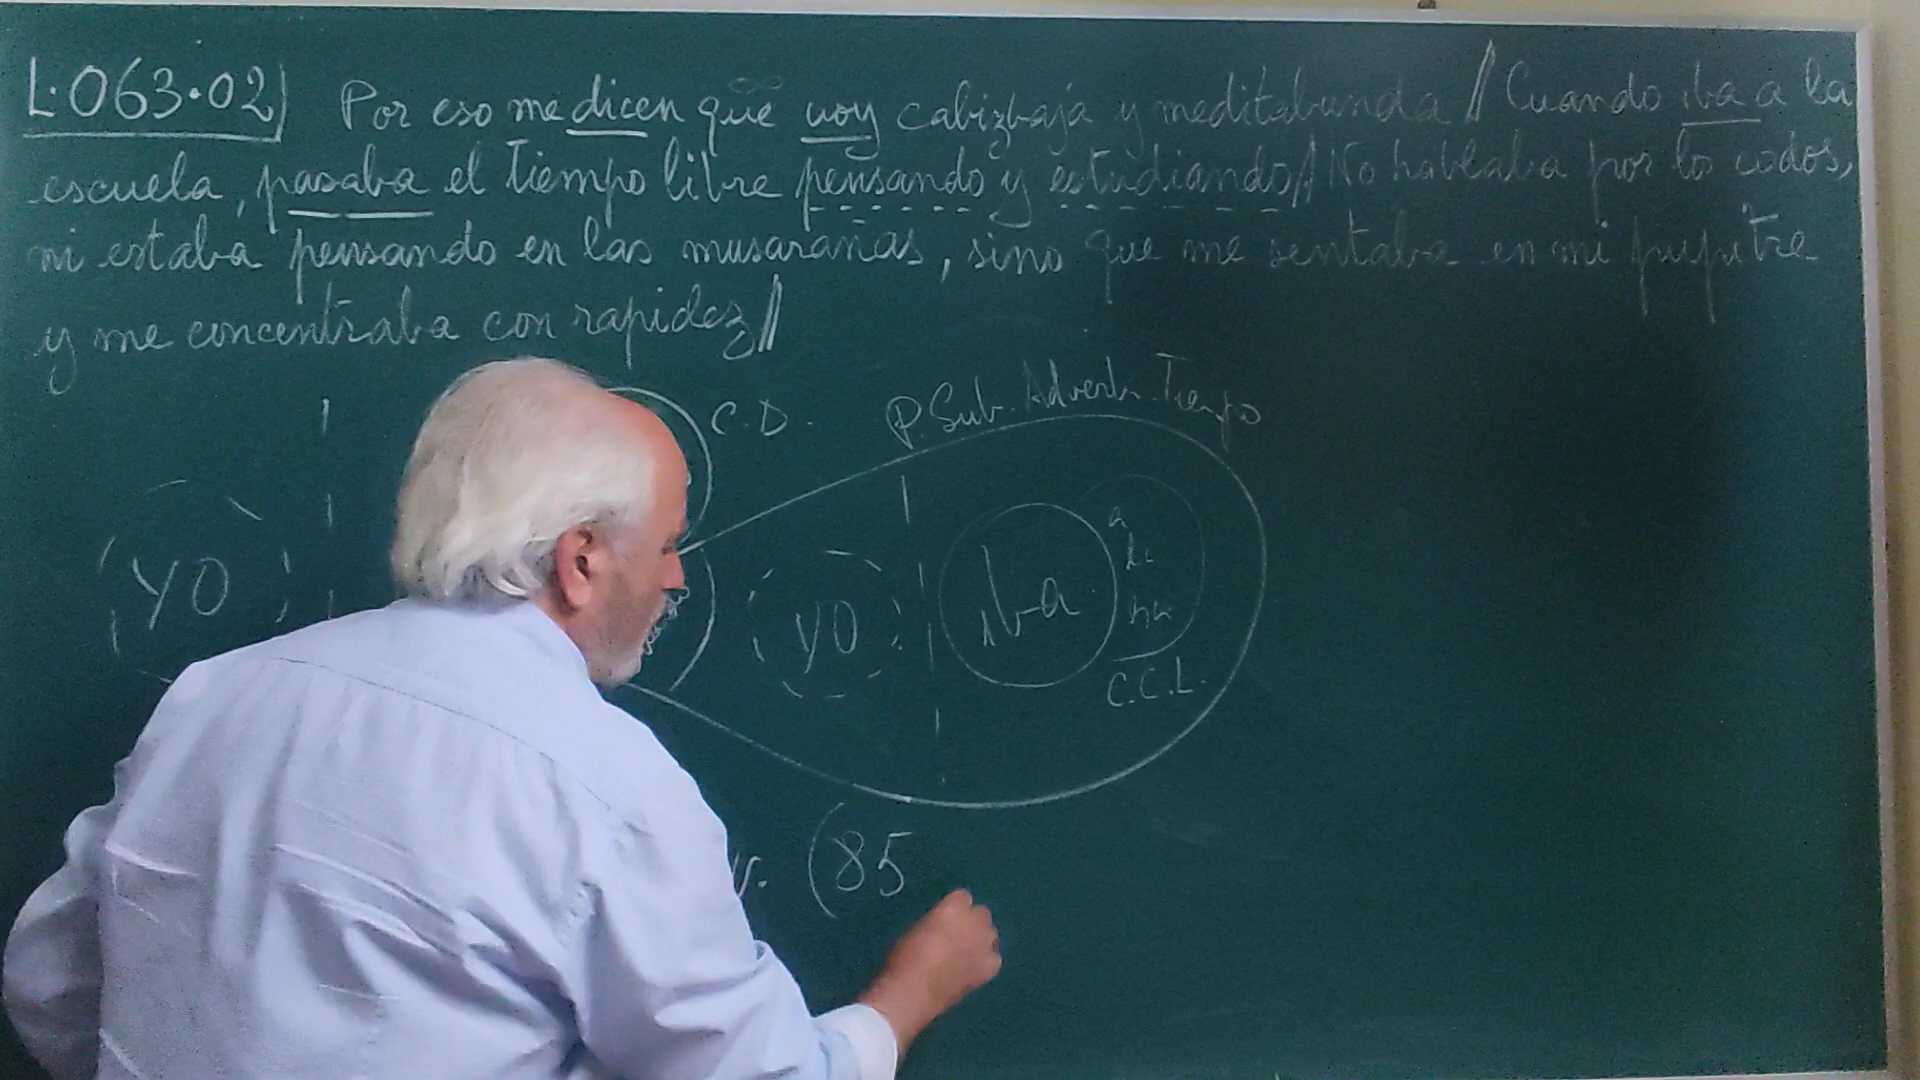 L.063.02) Por eso me dicen que voy cabizbaja y meditabunda // Cuando iba a la
escuela, pasaba el tiempo libre pensando y estudiando // No hablaba por los codos,
ni estaba pensando en las musarañas, sino que me sentaba en mi pupitre
y me concentraba con rapidez //
C.D.
P. Sub. Adverb. Tiempo
YO
YO
iba
a
C.C.L.
(85